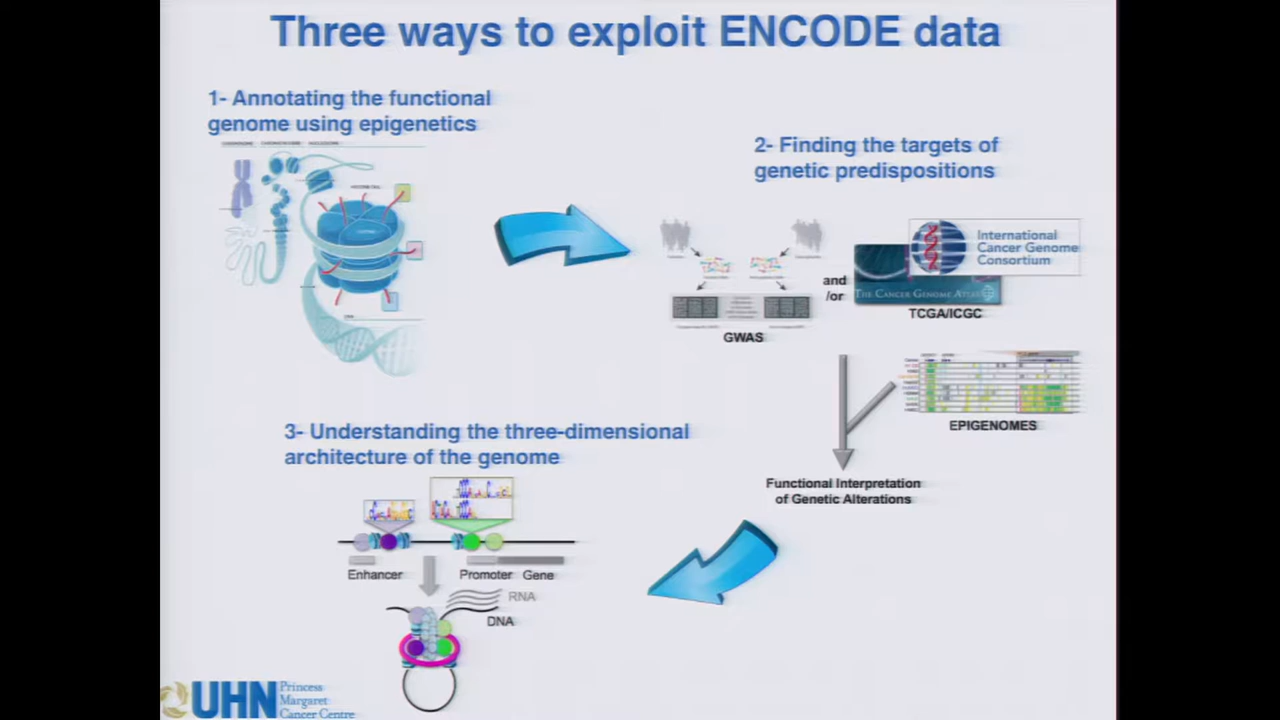 Three ways to exploit ENCODE data
1- Annotating the functional
genome using epigenetics
2- Finding the targets of
genetic predispositions
International
Cancer Genome
Consortium
THE CANCER GENOME ATLAS
and
/or
TCGA/ICGC
GWAS
EPIGENOMES
Functional Interpretation
of Genetic Alterations
3- Understanding the three-dimensional
architecture of the genome
Enhancer
Promoter
Gene
RNA
DNA
UHN
Princess
Margaret
Cancer Centre